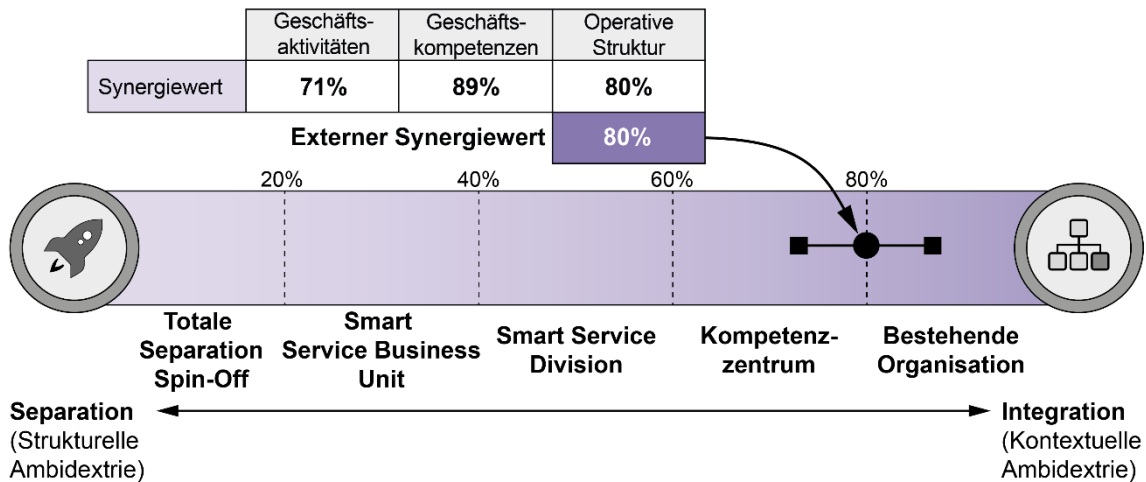 Geschäfts-
aktivitäten
Geschäfts-
kompetenzen
Operative
Struktur
Synergiewert
71%
89%
80%
Externer Synergiewert
80%
20%
40%
60%
80%
Totale
Separation
Spin-Off
Smart
Service Business
Unit
Smart Service
Division
Kompetenz-
zentrum
Bestehende
Organisation
Separation
(Strukturelle
Ambidextrie)
Integration
(Kontextuelle
Ambidextrie)